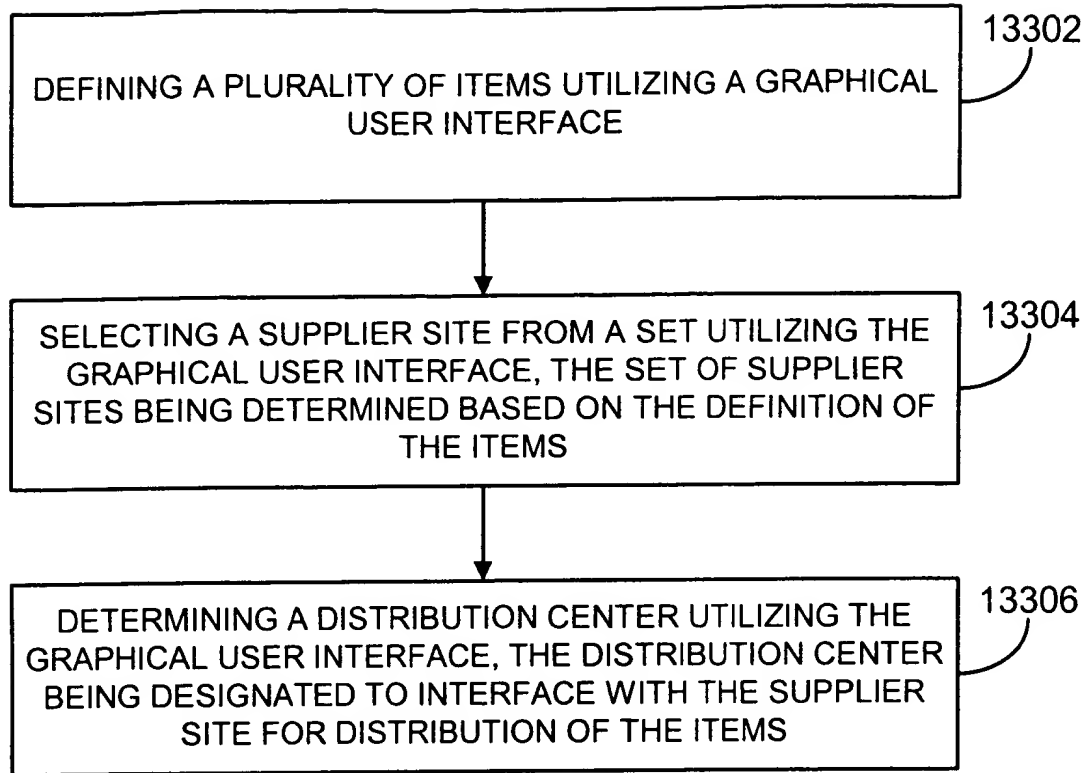 13302
DEFINING A PLURALITY OF ITEMS UTILIZING A GRAPHICAL
USER INTERFACE
13304
SELECTING A SUPPLIER SITE FROM A SET UTILIZING THE
GRAPHICAL USER INTERFACE, THE SET OF SUPPLIER
SITES BEING DETERMINED BASED ON THE DEFINITION OF
THE ITEMS
13306
DETERMINING A DISTRIBUTION CENTER UTILIZING THE
GRAPHICAL USER INTERFACE, THE DISTRIBUTION CENTER
BEING DESIGNATED TO INTERFACE WITH THE SUPPLIER
SITE FOR DISTRIBUTION OF THE ITEMS